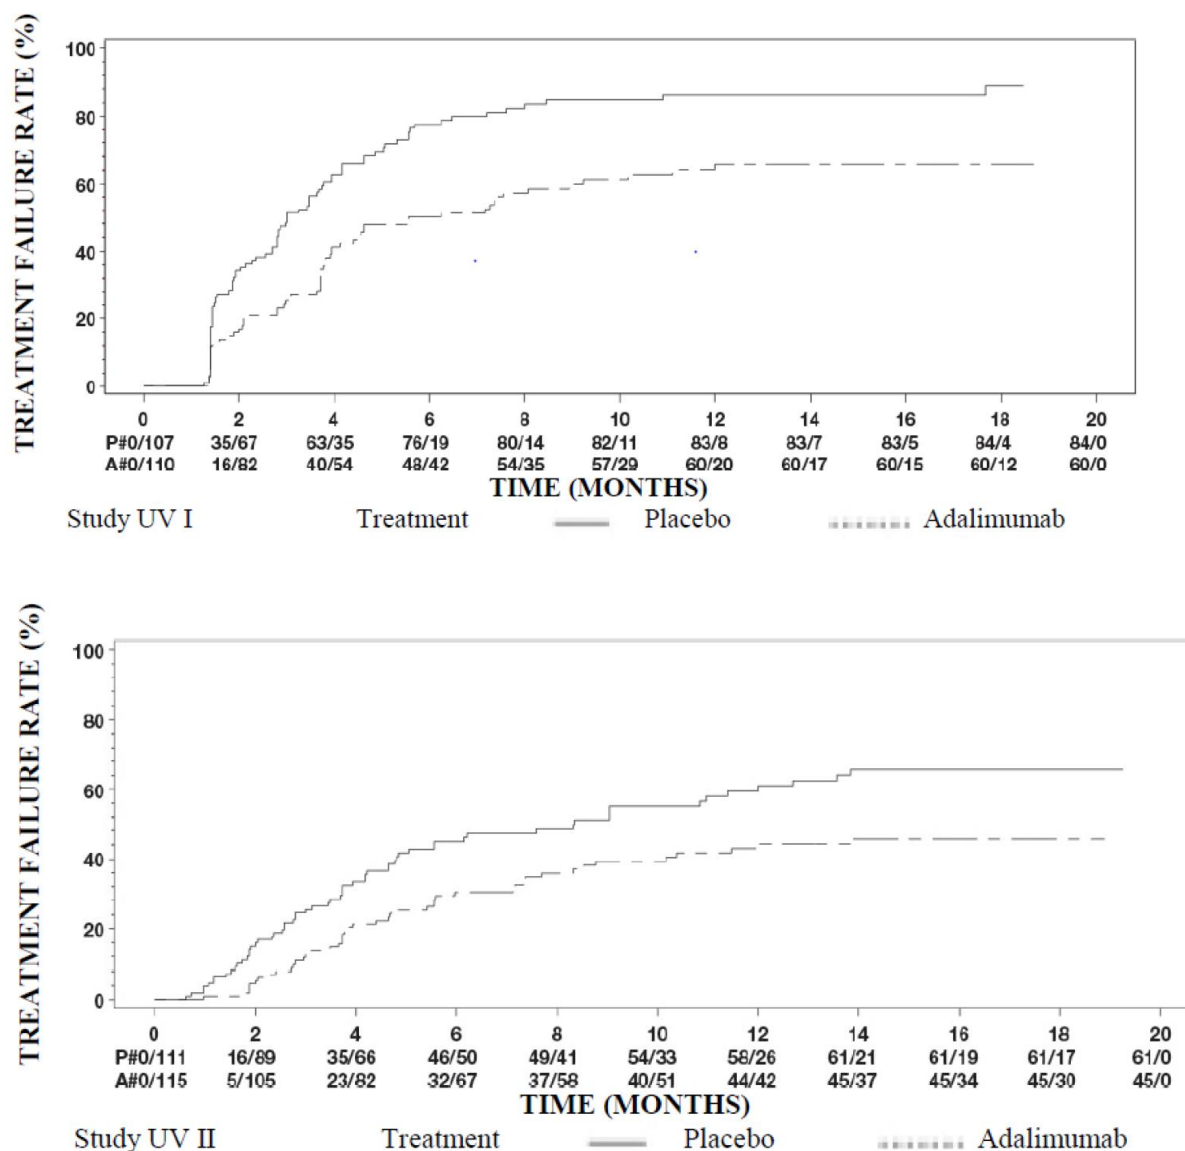 TREATMENT FAILURE RATE (%)
100
80
60
40
20
0
0 2 4 6 8 10 12 14 16 18 20
P#0/107 35/67 63/35 76/19 80/14 82/11 83/8 83/7 83/5 84/4 84/0
A#0/110 16/82 40/54 48/42 54/35 57/29 60/20 60/17 60/15 60/12 60/0
TIME (MONTHS)
Study UV I Treatment Placebo Adalimumab
TREATMENT FAILURE RATE (%)
100
80
60
40
20
0
0 2 4 6 8 10 12 14 16 18 20
P#0/111 16/89 35/66 46/50 49/41 54/33 58/26 61/21 61/19 61/17 61/0
A#0/115 5/105 23/82 32/67 37/58 40/51 44/42 45/37 45/34 45/30 45/0
TIME (MONTHS)
Study UV II Treatment Placebo Adalimumab